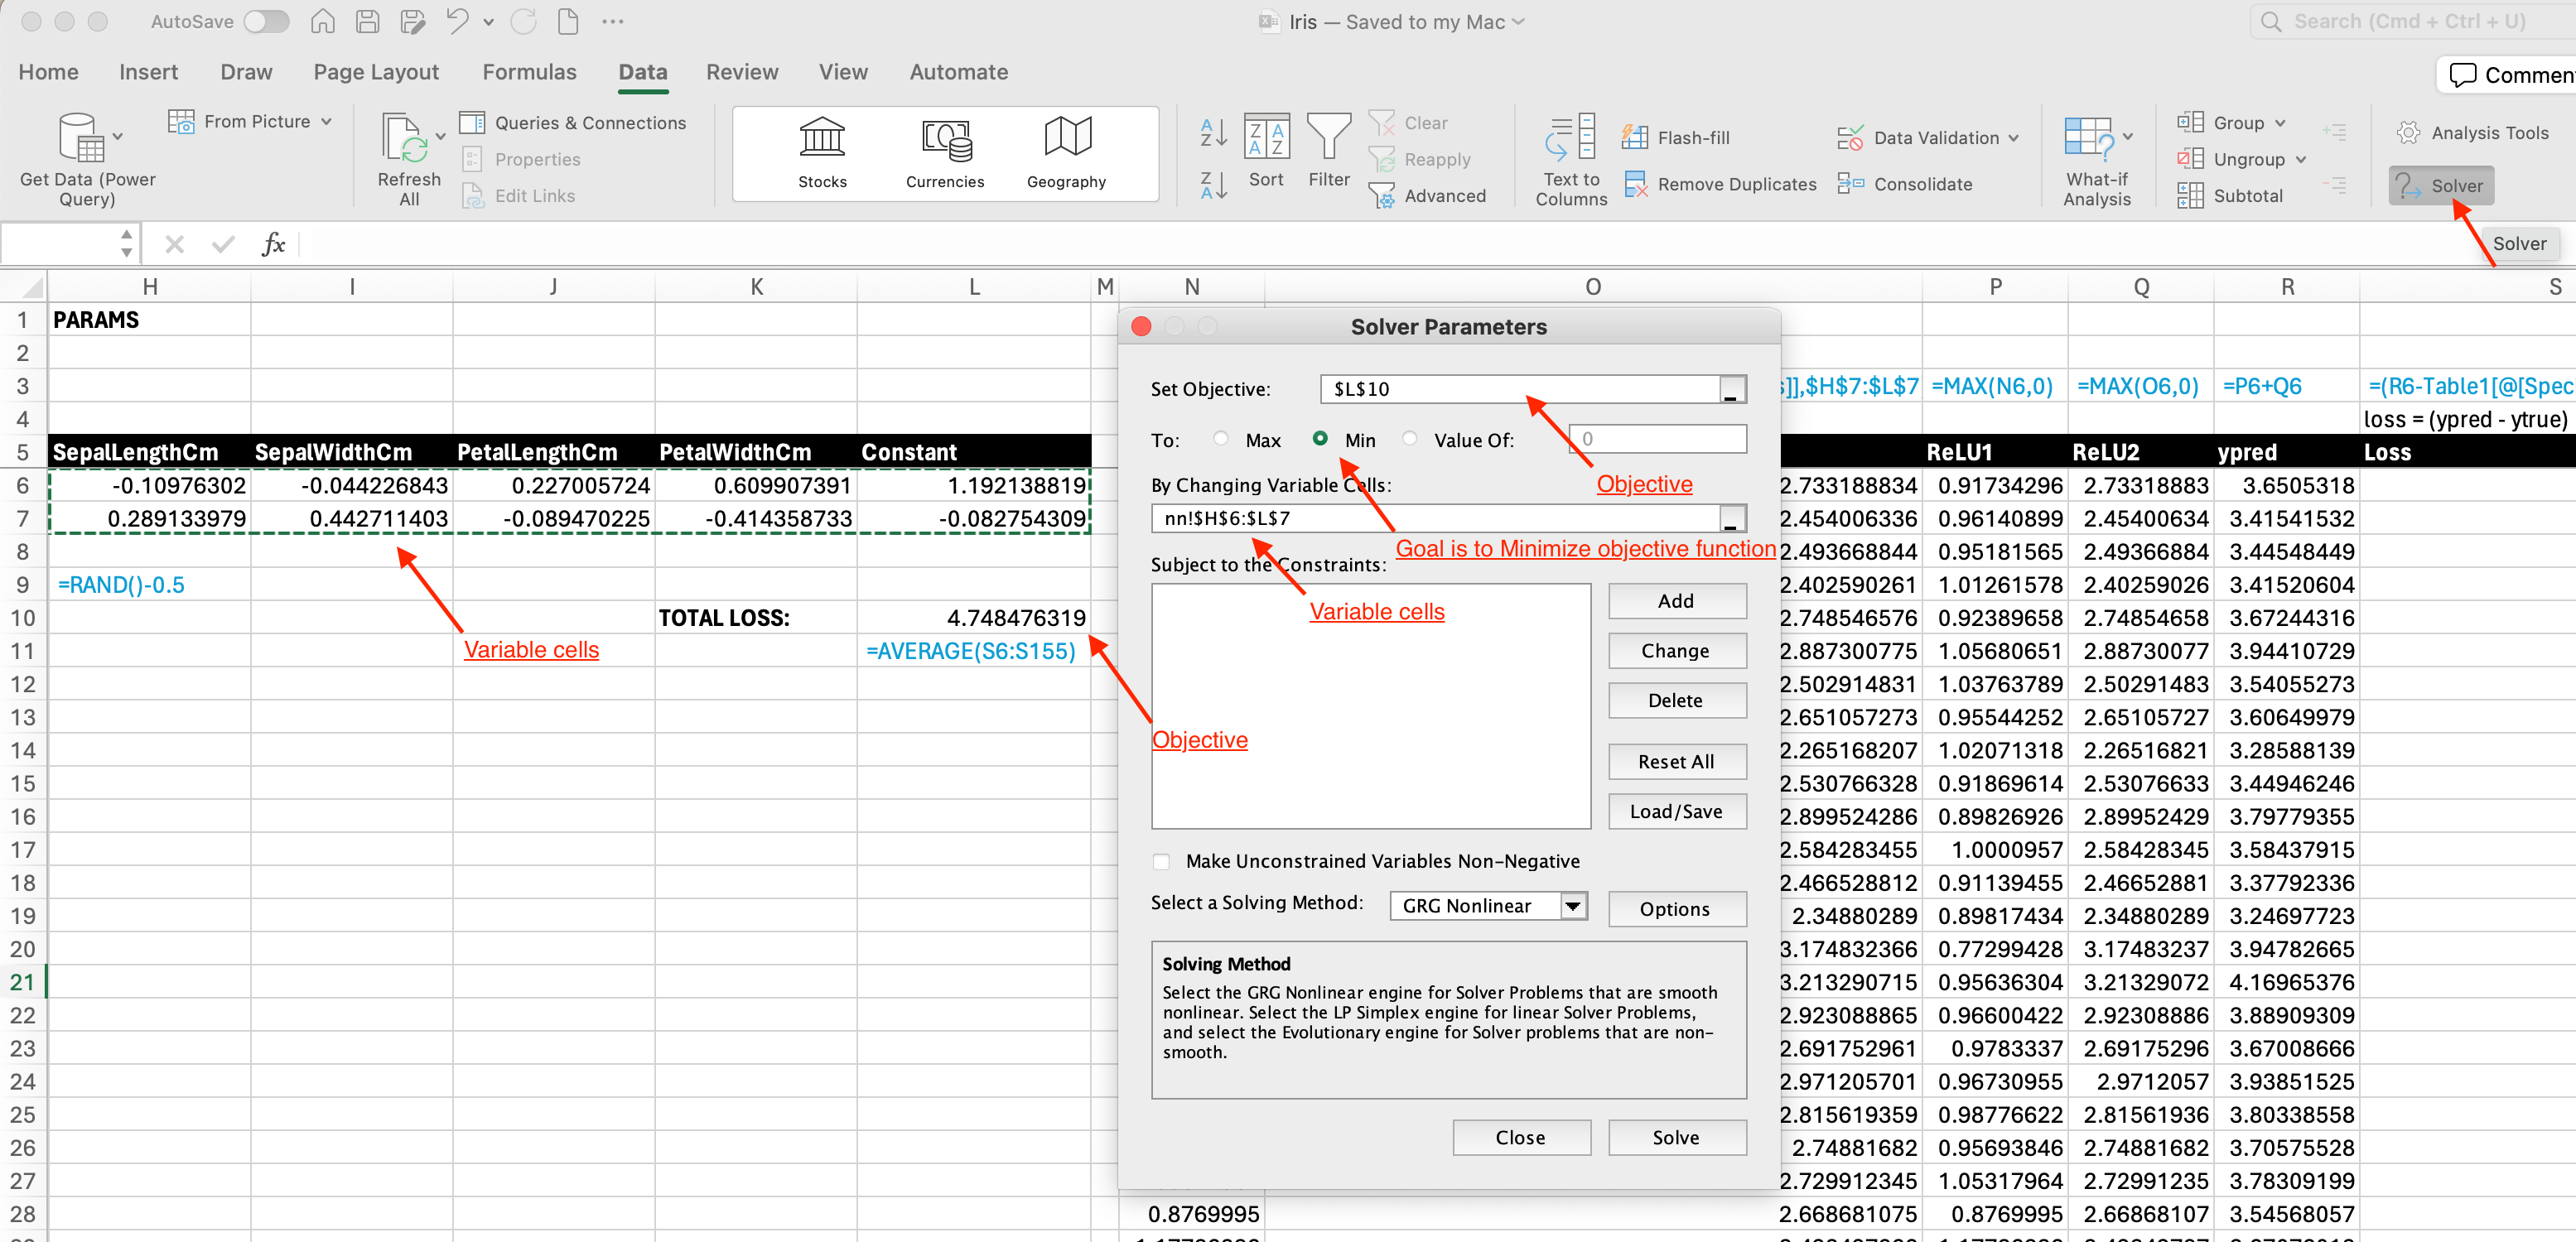 AutoSave
Iris — Saved to my Mac
Search (Cmd + Ctrl + U)
Home Insert Draw Page Layout Formulas Data Review View Automate
Get Data (Power Query)
From Picture
Refresh All
Queries & Connections
Properties
Edit Links
Stocks Currencies Geography
Sort
Filter
Clear
Reapply
Advanced
Text to Columns
Flash-fill
Remove Duplicates
Data Validation
Consolidate
What-if Analysis
Group
Ungroup
Subtotal
Analysis Tools
Solver
fx
Solver
H I J K L M N O P Q R S
1 PARAMS
2
3 ]],$H$7:$L$7 =MAX(N6,0) =MAX(O6,0) =P6+Q6 =(R6-Table1[@[Spec
4 loss = (ypred - ytrue)
5 SepalLengthCm SepalWidthCm PetalLengthCm PetalWidthCm Constant ReLU1 ReLU2 ypred Loss
6 -0.10976302 -0.044226843 0.227005724 0.609907391 1.192138819 2.733188834 0.91734296 2.73318883 3.6505318
7 0.289133979 0.442711403 -0.089470225 -0.414358733 -0.082754309 2.454006336 0.96140899 2.45400634 3.41541532
8 2.493668844 0.95181565 2.49366884 3.44548449
9 =RAND()-0.5 2.402590261 1.01261578 2.40259026 3.41520604
10 TOTAL LOSS: 4.748476319 2.748546576 0.92389658 2.74854658 3.67244316
11 =AVERAGE(S6:S155) 2.887300775 1.05680651 2.88730077 3.94410729
12 2.502914831 1.03763789 2.50291483 3.54055273
13 2.651057273 0.95544252 2.65105727 3.60649979
14 2.265168207 1.02071318 2.26516821 3.28588139
15 2.530766328 0.91869614 2.53076633 3.44946246
16 2.899524286 0.89826926 2.89952429 3.79779355
17 2.584283455 1.0000957 2.58428345 3.58437915
18 2.466528812 0.91139455 2.46652881 3.37792336
19 2.34880289 0.89817434 2.34880289 3.24697723
20 3.174832366 0.77299428 3.17483237 3.94782665
21 3.213290715 0.95636304 3.21329072 4.16965376
22 2.923088865 0.96600422 2.92308886 3.88909309
23 2.691752961 0.9783337 2.69175296 3.67008666
24 2.971205701 0.96730955 2.9712057 3.93851525
25 2.815619359 0.98776622 2.81561936 3.80338558
26 2.74881682 0.95693846 2.74881682 3.70575528
27 2.729912345 1.05317964 2.72991235 3.78309199
28 0.8769995 2.668681075 0.8769995 2.66868107 3.54568057
Variable cells
Objective
Solver Parameters
Set Objective: $L$10
To: Max Min Value Of: 0
Objective
By Changing Variable Cells:
nn!$H$6:$L$7
Goal is to Minimize objective function
Subject to the Constraints:
Variable cells
Add
Change
Delete
Reset All
Load/Save
Make Unconstrained Variables Non-Negative
Select a Solving Method: GRG Nonlinear Options
Solving Method
Select the GRG Nonlinear engine for Solver Problems that are smooth
nonlinear. Select the LP Simplex engine for linear Solver Problems,
and select the Evolutionary engine for Solver problems that are non-
smooth.
Close Solve